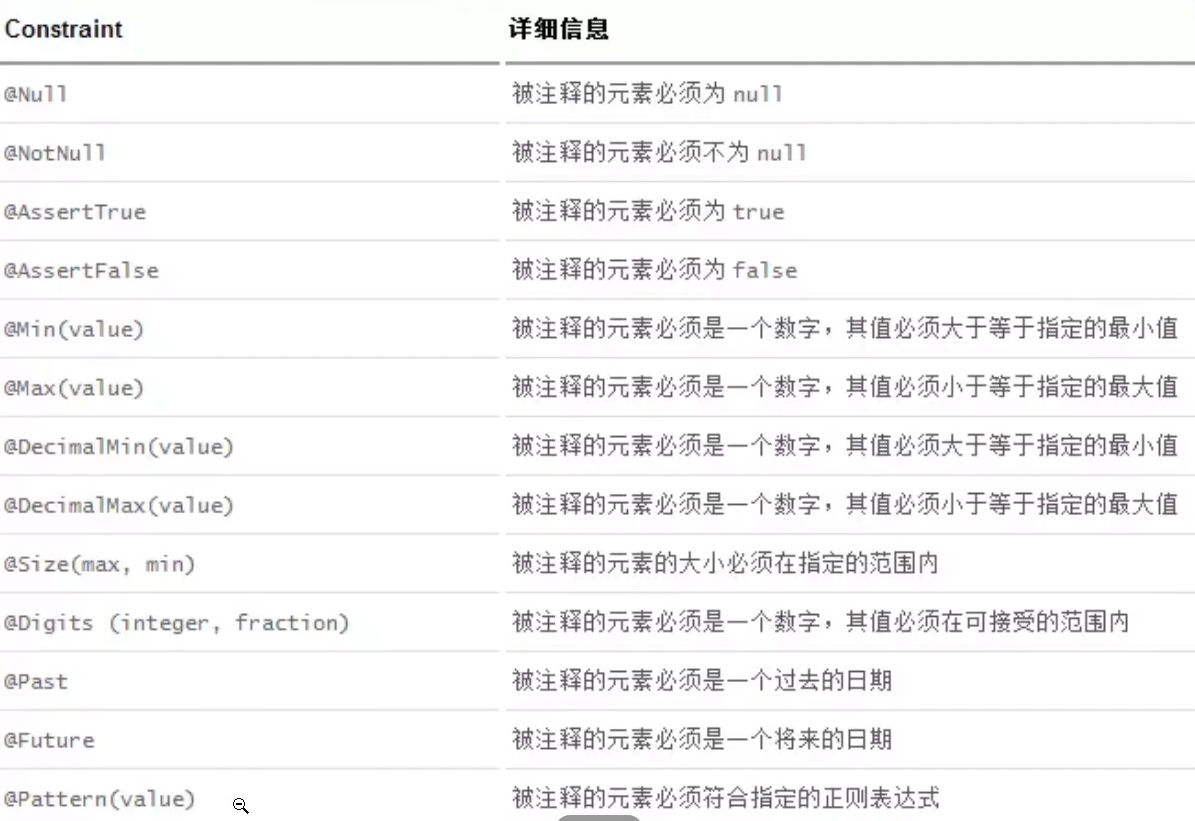 Constraint 详细信息
@Null 被注释的元素必须为 null
@NotNull 被注释的元素必须不为 null
@AssertTrue 被注释的元素必须为 true
@AssertFalse 被注释的元素必须为 false
@Min(value) 被注释的元素必须是一个数字，其值必须大于等于指定的最小值
@Max(value) 被注释的元素必须是一个数字，其值必须小于等于指定的最大值
@DecimalMin(value) 被注释的元素必须是一个数字，其值必须大于等于指定的最小值
@DecimalMax(value) 被注释的元素必须是一个数字，其值必须小于等于指定的最大值
@Size(max, min) 被注释的元素的大小必须在指定的范围内
@Digits (integer, fraction) 被注释的元素必须是一个数字，其值必须在可接受的范围内
@Past 被注释的元素必须是一个过去的日期
@Future 被注释的元素必须是一个将来的日期
@Pattern(value) 被注释的元素必须符合指定的正则表达式